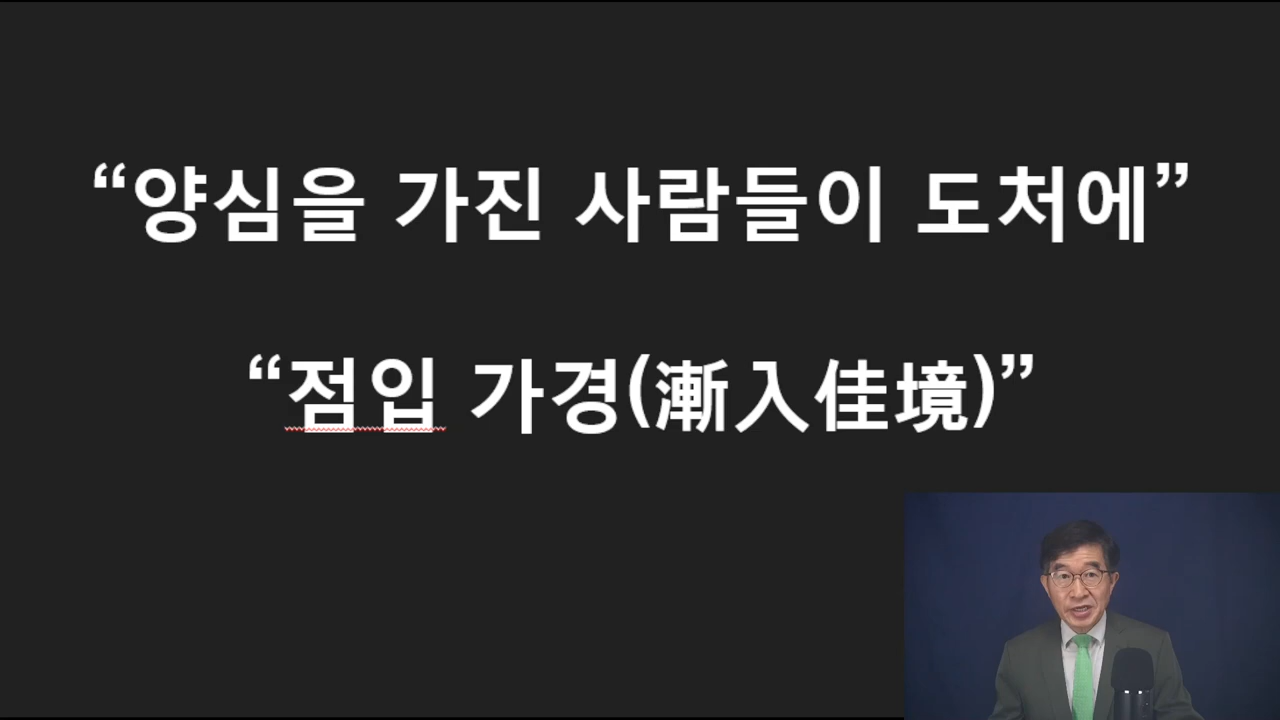 “양심을 가진 사람들이 도처에”
“점입 가경(漸入佳境)”